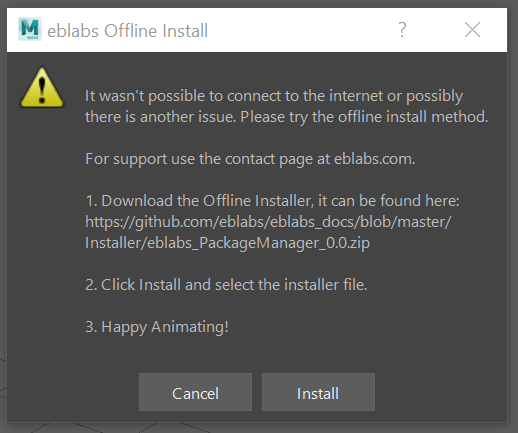 eblabs Offline Install
It wasn't possible to connect to the internet or possibly
there is another issue. Please try the offline install method.
For support use the contact page at eblabs.com.
1. Download the Offline Installer, it can be found here:
https://github.com/eblabs/eblabs_docs/blob/master/
Installer/eblabs_PackageManager_0.0.zip
2. Click Install and select the installer file.
3. Happy Animating!
Cancel Install